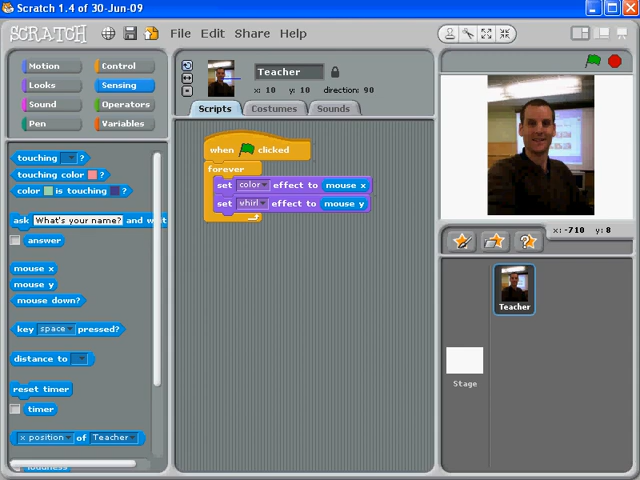 Scratch 1.4 of 30-Jun-09
SCRATCH
File Edit Share Help
Motion
Control
Looks
Sensing
Sound
Operators
Pen
Variables
touching ?
touching color ?
color is touching ?
ask What's your name? and wait
answer
mouse x
mouse y
mouse down?
key space pressed?
distance to
reset timer
timer
x position of Teacher
loudness
Teacher
x: 10 y: 10 direction: 90
Scripts Costumes Sounds
when clicked
forever
set color effect to mouse x
set whirl effect to mouse y
x: -710 y: 8
Teacher
Stage